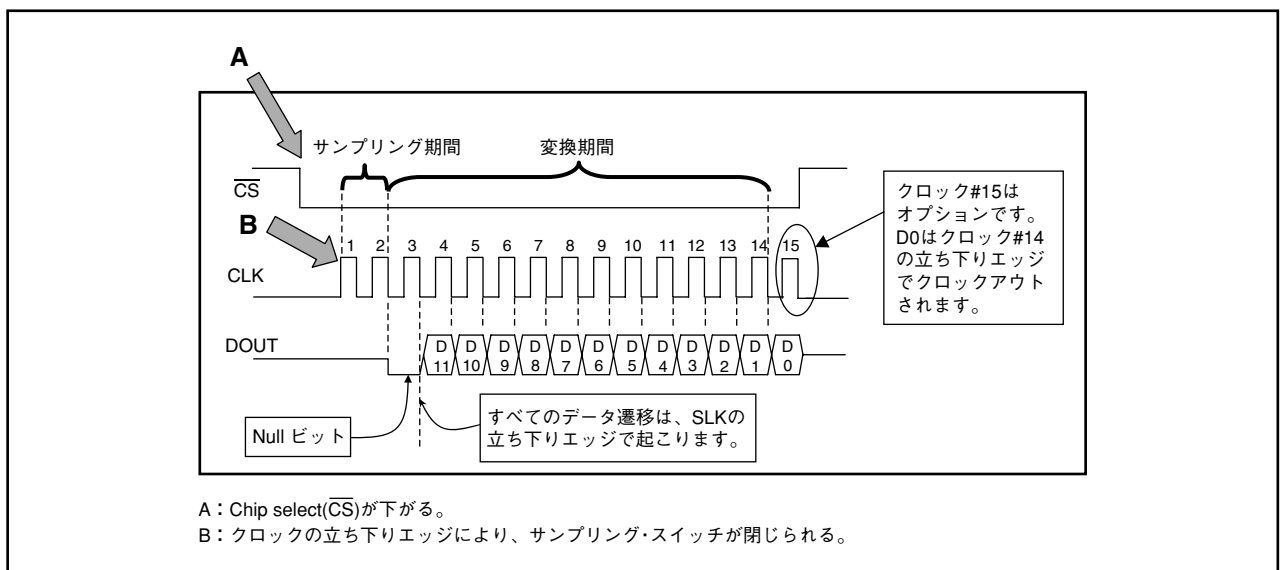 A
サンプリング期間 変換期間
CS
B
1 2 3 4 5 6 7 8 9 10 11 12 13 14 15
CLK
DOUT
D D D D D D D D D D D D
11 10 9 8 7 6 5 4 3 2 1 0
クロック#15は
オプションです。
D0はクロック#14
の立ち下りエッジ
でクロックアウト
されます。
Null ビット
すべてのデータ遷移は、SLKの
立ち下りエッジで起こります。
A：Chip select(CS)が下がる。
B：クロックの立ち下りエッジにより、サンプリング・スイッチが閉じられる。